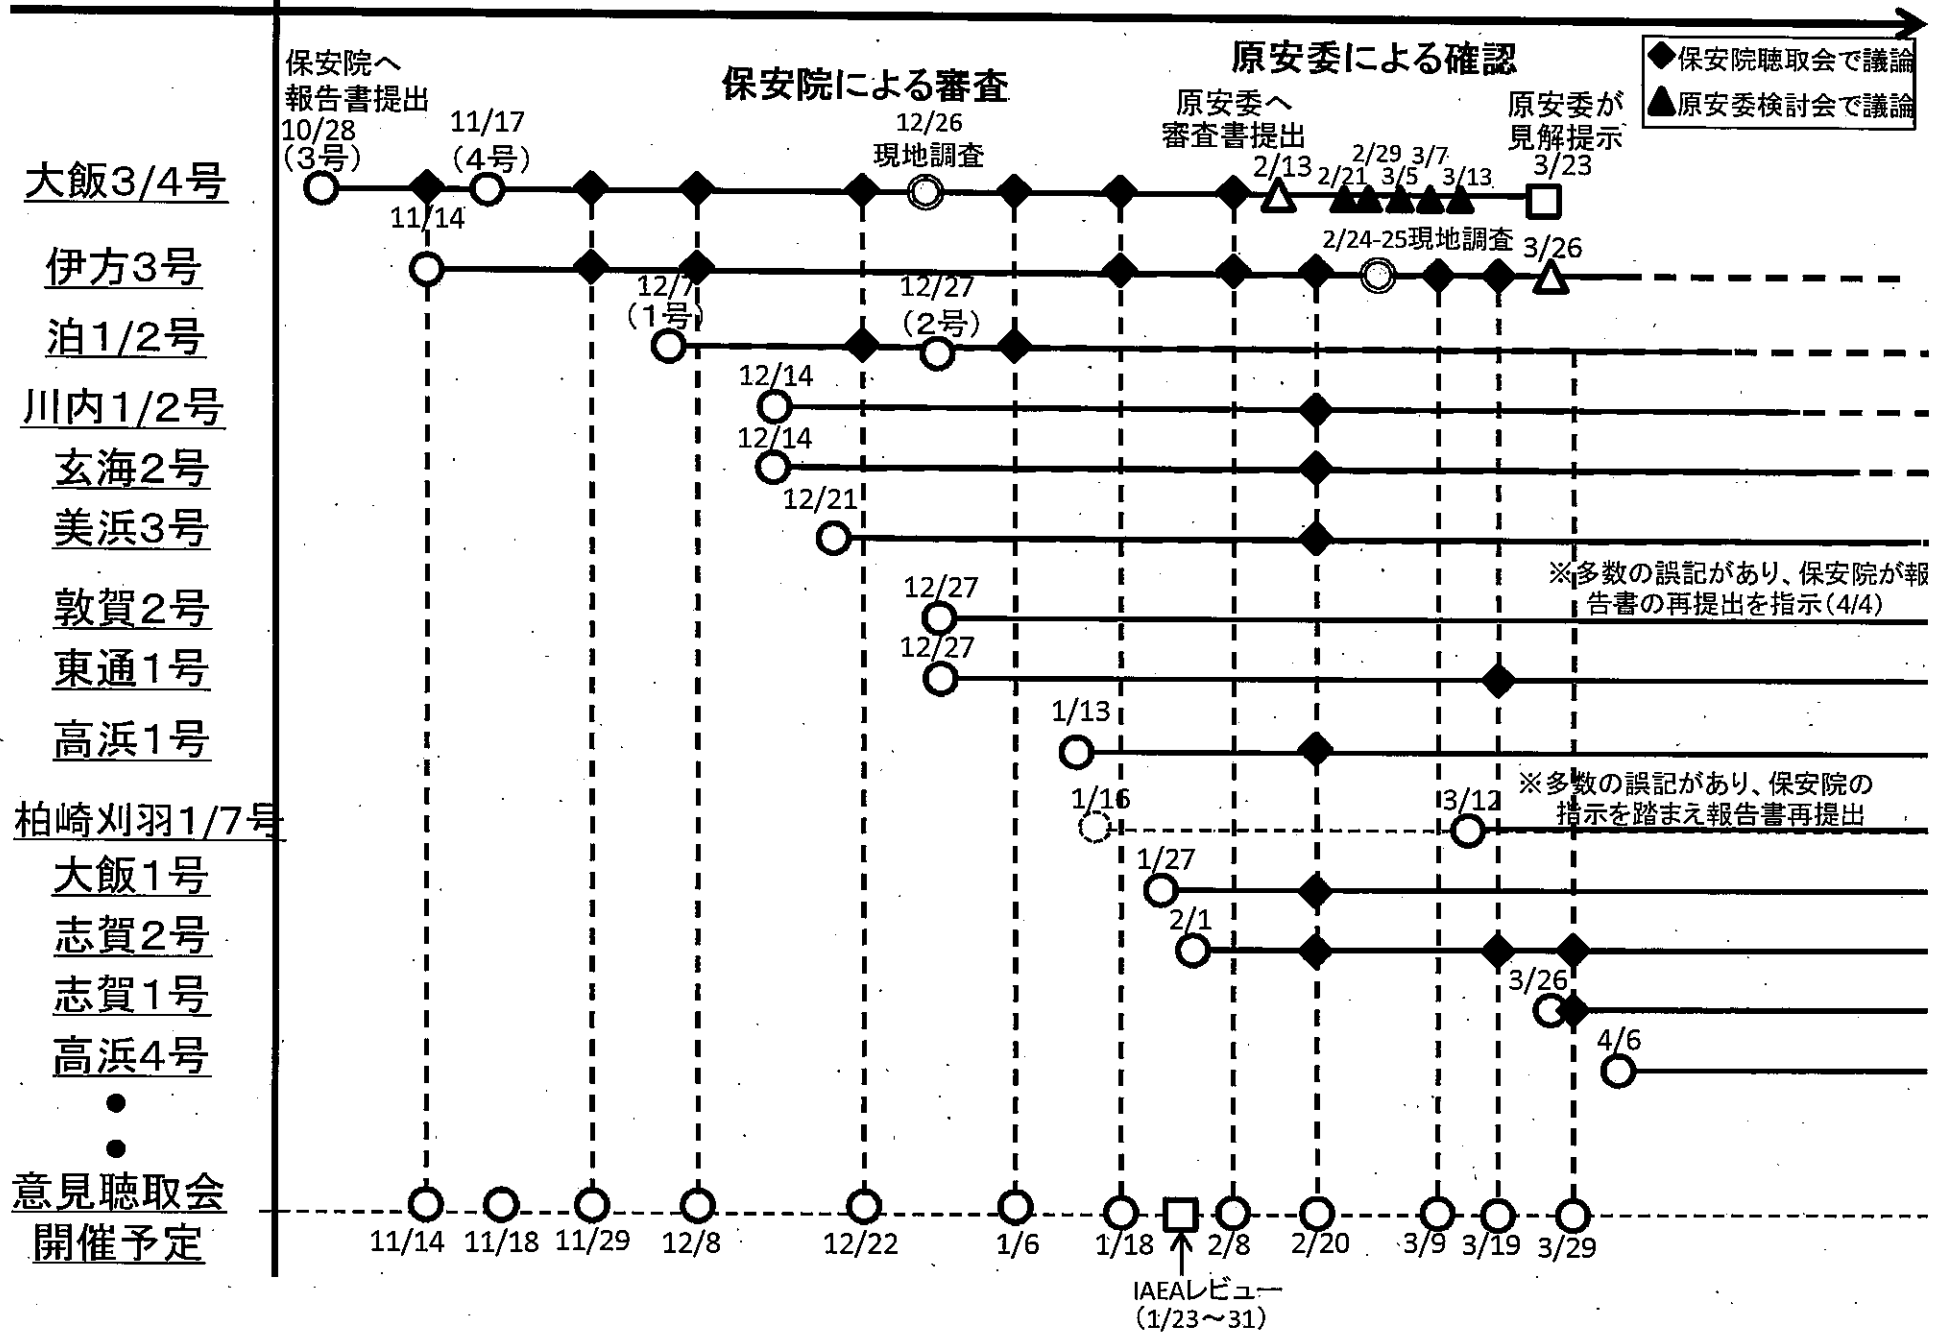 保安院へ
報告書提出
10/28
(3号)
11/17
(4号)
保安院による審査
12/26
現地調査
原安委による確認
原安委へ
審査書提出
2/13
2/21
2/29
3/5
3/7
3/13
原安委が
見解提示
3/23
◆保安院聴取会で議論
▲原安委検討会で議論
大飯3/4号
11/14
伊方3号
2/24-25現地調査
3/26
泊1/2号
12/7
(1号)
12/27
(2号)
川内1/2号
12/14
玄海2号
12/14
美浜3号
12/21
敦賀2号
12/27
※多数の誤記があり、保安院が報
告書の再提出を指示(4/4)
東通1号
12/27
高浜1号
1/13
柏崎刈羽1/7号
1/16
3/12
※多数の誤記があり、保安院の
指示を踏まえ報告書再提出
大飯1号
1/27
志賀2号
2/1
志賀1号
3/26
高浜4号
4/6
意見聴取会
開催予定
11/14
11/18
11/29
12/8
12/22
1/6
1/18
2/8
2/20
3/9
3/19
3/29
IAEAレビュー
(1/23~31)